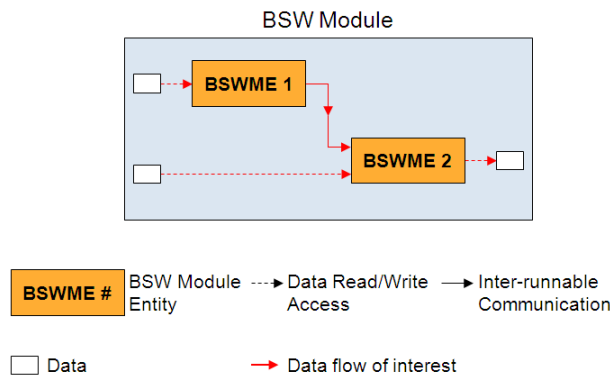 BSW Module
BSWME 1
BSWME 2
BSWME #
BSW Module
Entity
Data Read/Write
Access
Inter-runnable
Communication
Data
Data flow of interest